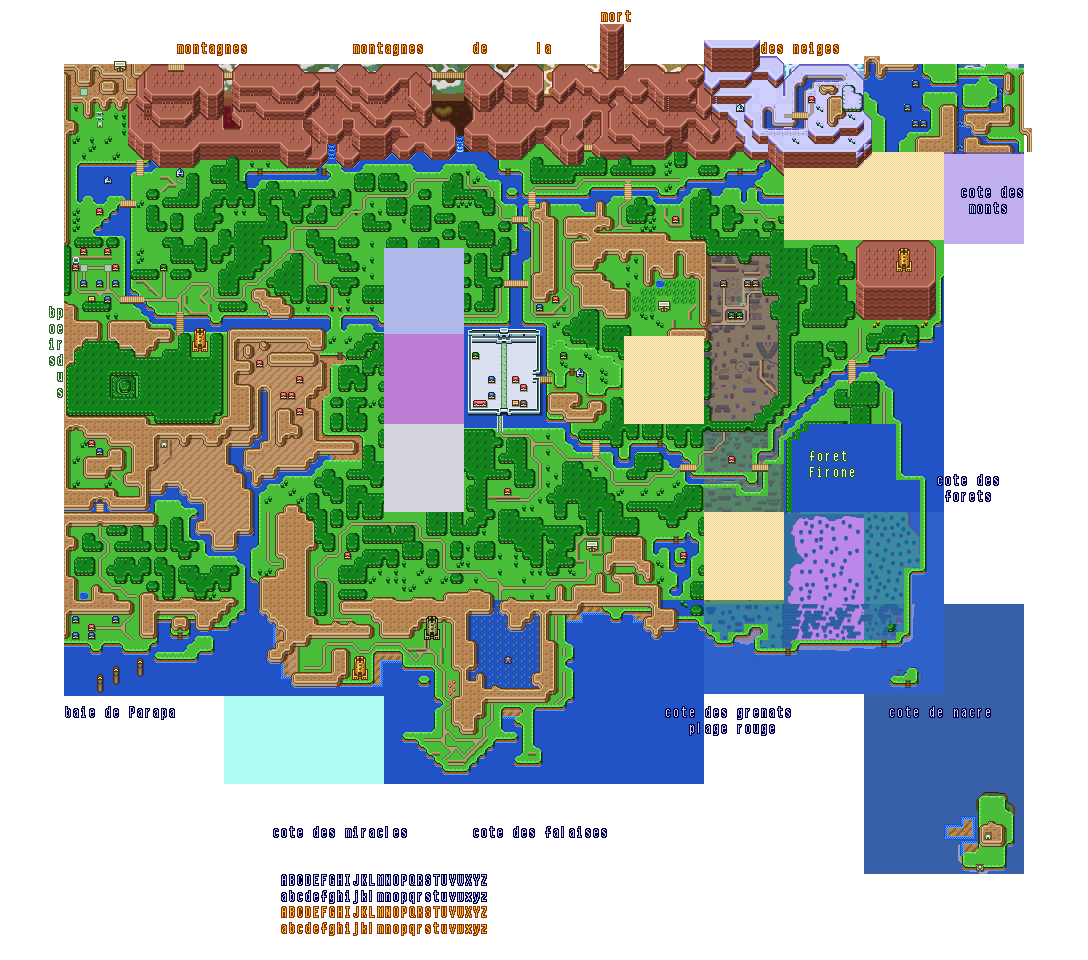 mort
montagnes montagnes de la des neiges
cote des
monts
bp
oe
ir
sd
u
s
foret
Firone
cote des
forets
baie de Parapa
cote des grenats
plage rouge
cote de nacre
cote des miracles
cote des falaises
ABCDEFGHIJKLMNOPQRSTUVWXYZ
abcdefghijklmnopqrstuvwxyz
ABCDEFGHIJKLMNOPQRSTUVWXYZ
abcdefghijklmnopqrstuvwxyz